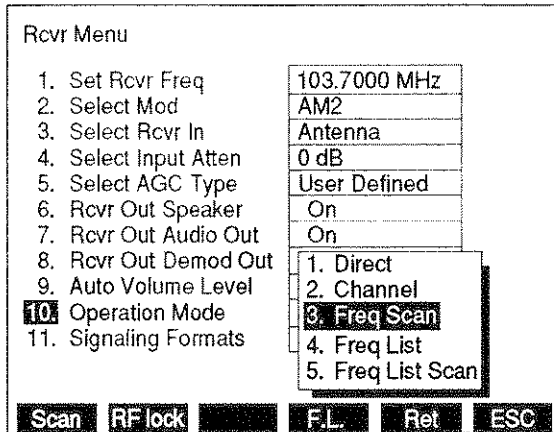 Rcvr Menu
1. Set Rcvr Freq 103.7000 MHz
2. Select Mod AM2
3. Select Rcvr In Antenna
4. Select Input Atten 0 dB
5. Select AGC Type User Defined
6. Rcvr Out Speaker On
7. Rcvr Out Audio Out On
8. Rcvr Out Demod Out
9. Auto Volume Level
10. Operation Mode
11. Signaling Formats
1. Direct
2. Channel
3. Freq Scan
4. Freq List
5. Freq List Scan
Scan RF lock F.L. Ret ESC